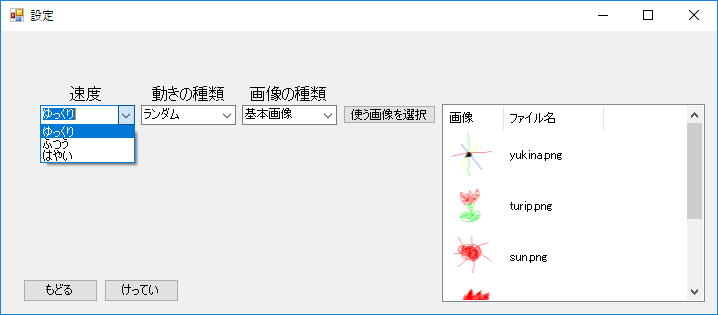 設定
速度 動きの種類 画像の種類
ゆっくり ランダム 基本画像 使う画像を選択
ゆっくり
ふつう
はやい
画像 ファイル名
yukina.png
turip.png
sun.png
もどる けってい